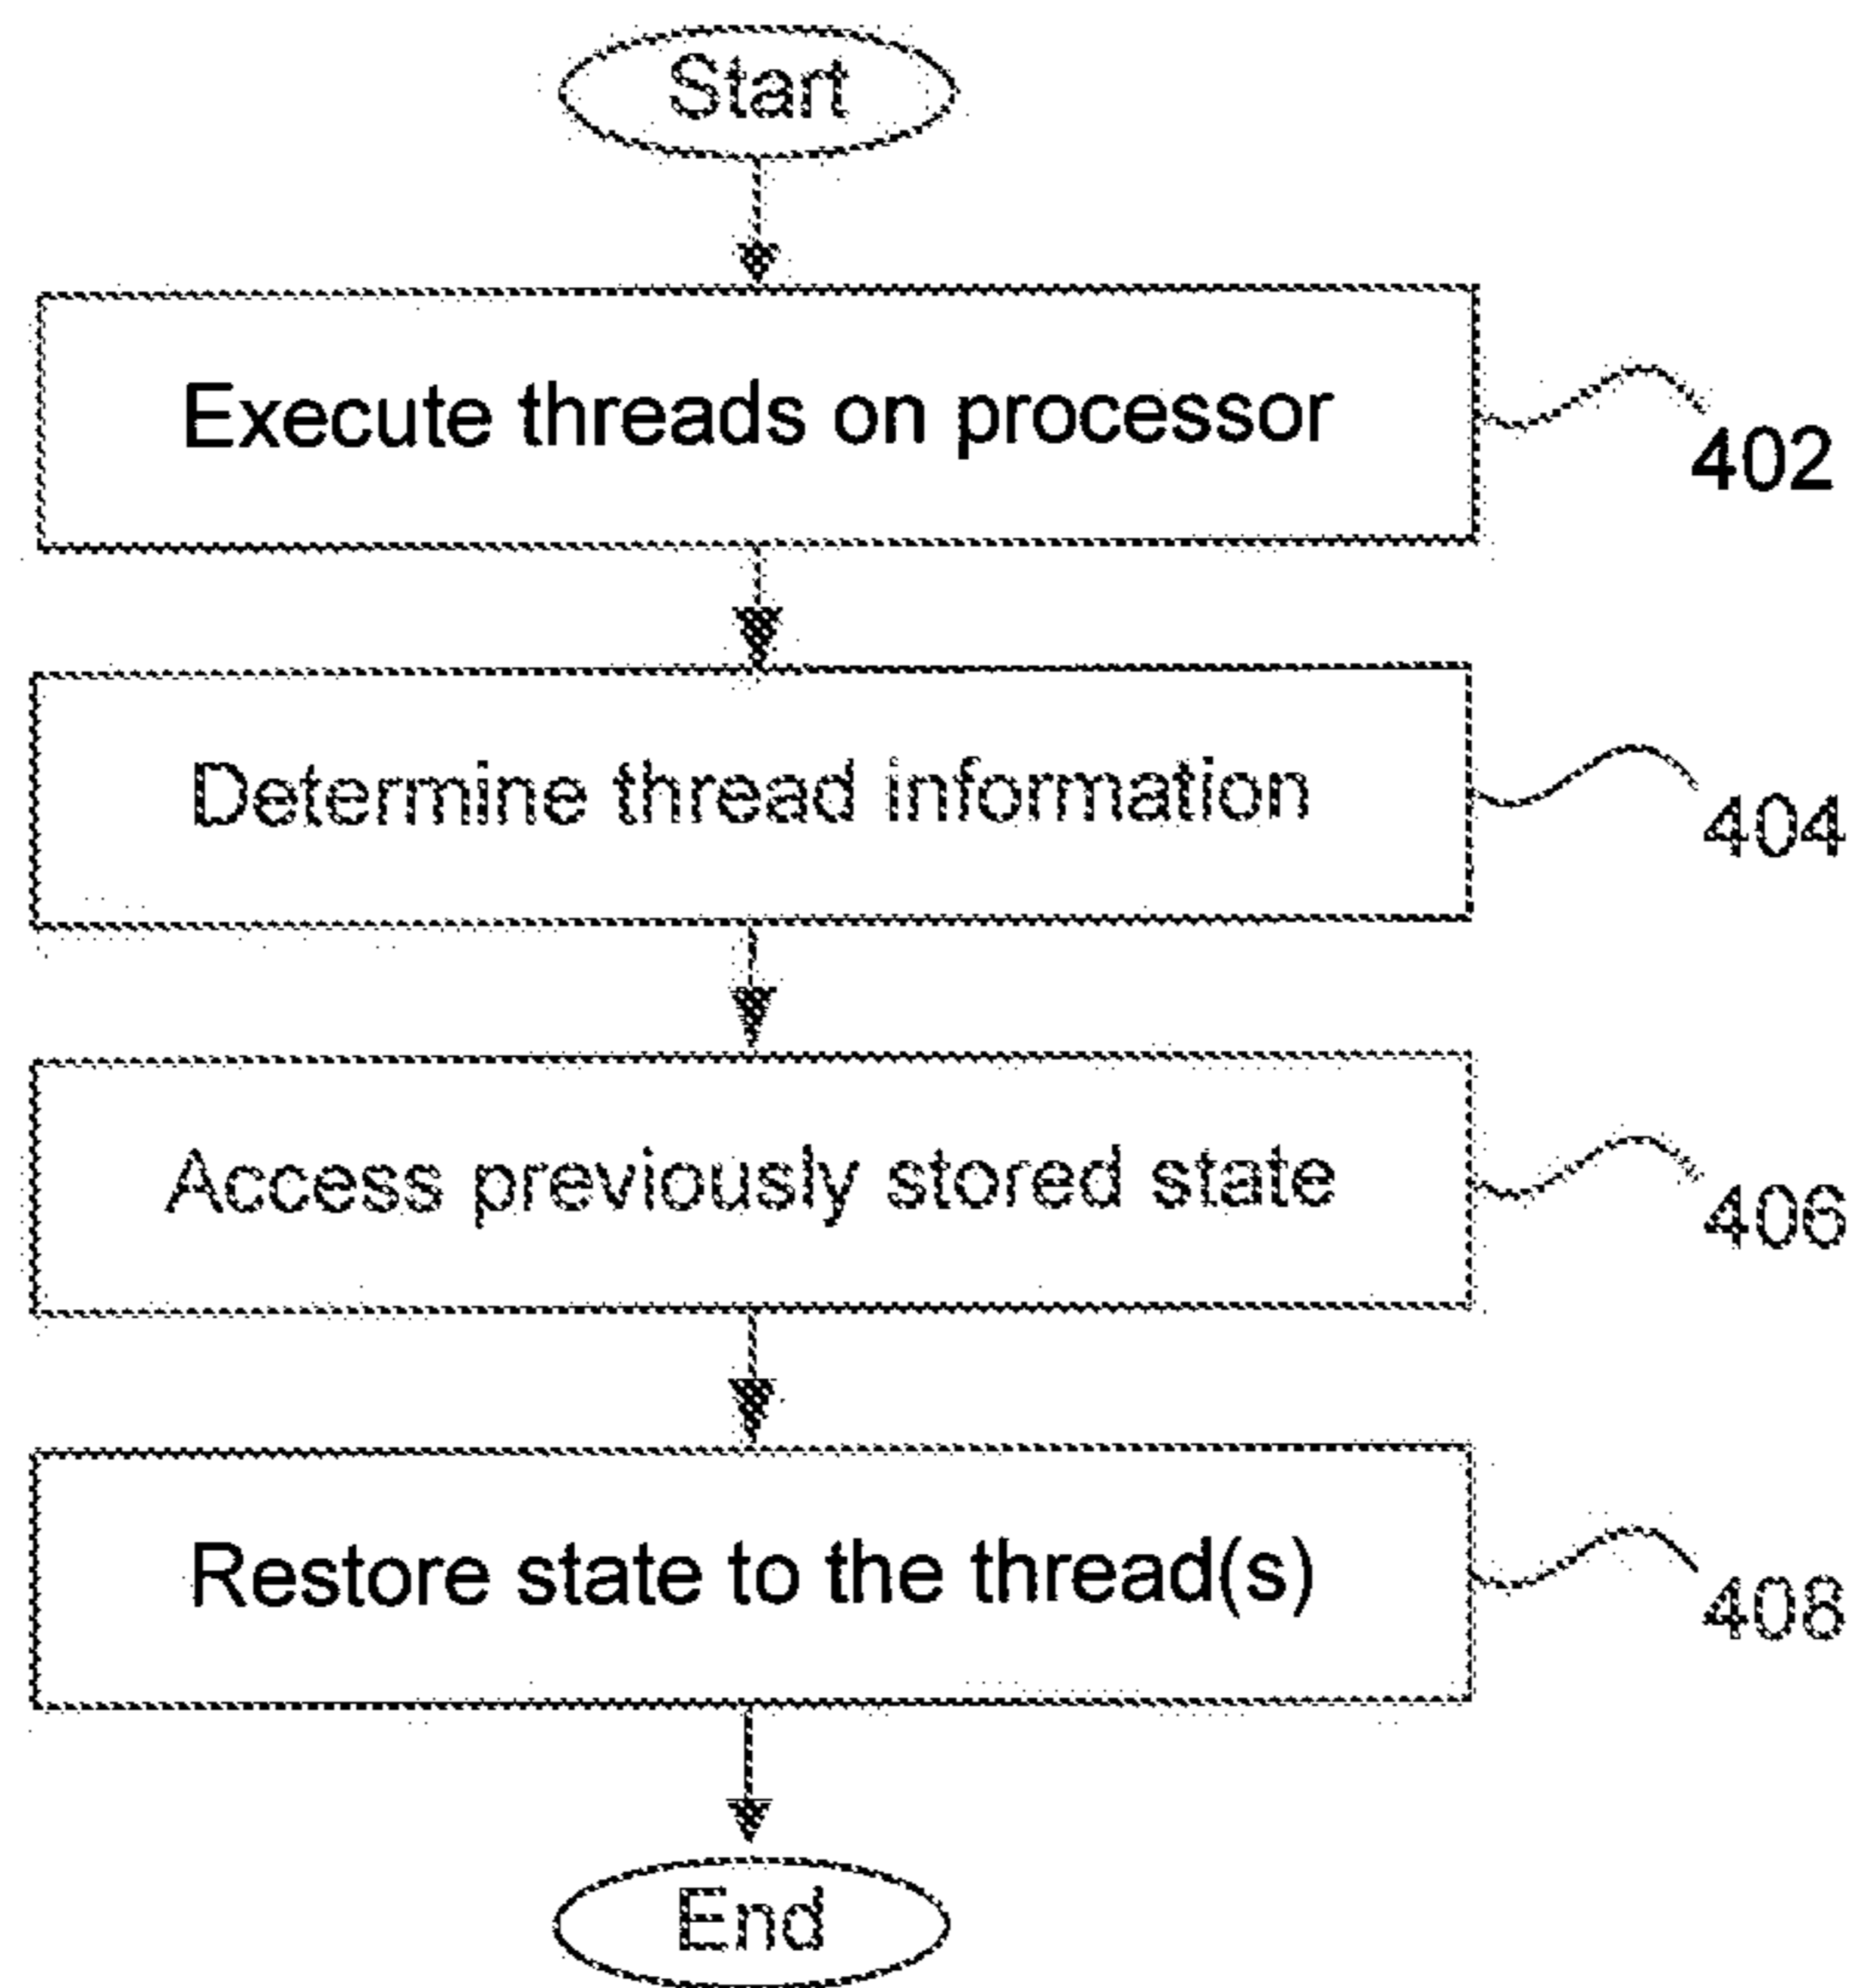 Start
Execute threads on processor
402
Determine thread information
404
Access previously stored state
406
Restore state to the thread(s)
408
End